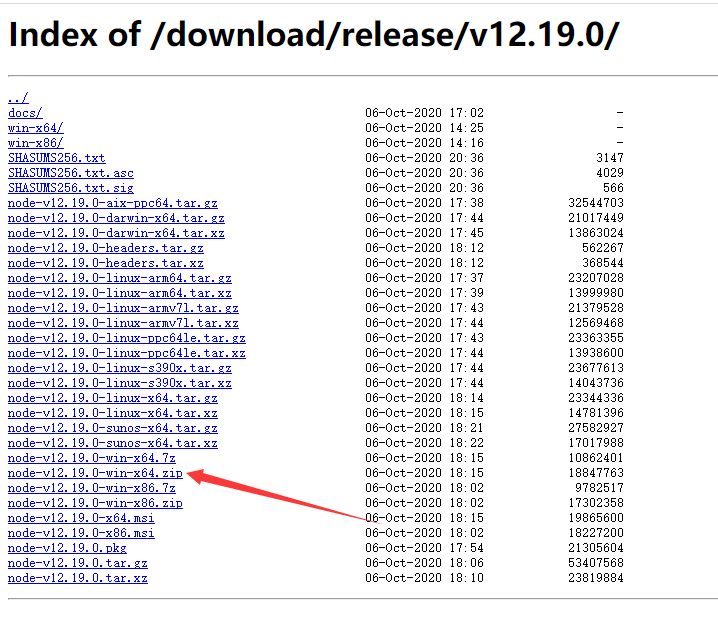 Index of /download/release/v12.19.0/
../
docs/ 06-Oct-2020 17:02 -
win-x64/ 06-Oct-2020 14:25 -
win-x86/ 06-Oct-2020 14:16 -
SHASUMS256.txt 06-Oct-2020 20:36 3147
SHASUMS256.txt.asc 06-Oct-2020 20:36 4029
SHASUMS256.txt.sig 06-Oct-2020 20:36 566
node-v12.19.0-aix-ppc64.tar.gz 06-Oct-2020 17:38 32544703
node-v12.19.0-darwin-x64.tar.gz 06-Oct-2020 17:44 21017449
node-v12.19.0-darwin-x64.tar.xz 06-Oct-2020 17:45 13863024
node-v12.19.0-headers.tar.gz 06-Oct-2020 18:12 562267
node-v12.19.0-headers.tar.xz 06-Oct-2020 18:12 368544
node-v12.19.0-linux-arm64.tar.gz 06-Oct-2020 17:37 23207028
node-v12.19.0-linux-arm64.tar.xz 06-Oct-2020 17:39 13999980
node-v12.19.0-linux-armv7l.tar.gz 06-Oct-2020 17:43 21379528
node-v12.19.0-linux-armv7l.tar.xz 06-Oct-2020 17:44 12569468
node-v12.19.0-linux-ppc64le.tar.gz 06-Oct-2020 17:43 23363355
node-v12.19.0-linux-ppc64le.tar.xz 06-Oct-2020 17:44 13938600
node-v12.19.0-linux-s390x.tar.gz 06-Oct-2020 17:44 23677613
node-v12.19.0-linux-s390x.tar.xz 06-Oct-2020 17:44 14043736
node-v12.19.0-linux-x64.tar.gz 06-Oct-2020 18:14 23344336
node-v12.19.0-linux-x64.tar.xz 06-Oct-2020 18:15 14781396
node-v12.19.0-sunos-x64.tar.gz 06-Oct-2020 18:21 27582927
node-v12.19.0-sunos-x64.tar.xz 06-Oct-2020 18:22 17017988
node-v12.19.0-win-x64.7z 06-Oct-2020 18:15 10862401
node-v12.19.0-win-x64.zip 06-Oct-2020 18:15 18847763
node-v12.19.0-win-x86.7z 06-Oct-2020 18:02 9782517
node-v12.19.0-win-x86.zip 06-Oct-2020 18:02 17302358
node-v12.19.0-x64.msi 06-Oct-2020 18:15 19865600
node-v12.19.0-x86.msi 06-Oct-2020 18:02 18227200
node-v12.19.0.pkg 06-Oct-2020 17:54 21305604
node-v12.19.0.tar.gz 06-Oct-2020 18:06 53407568
node-v12.19.0.tar.xz 06-Oct-2020 18:10 23819884